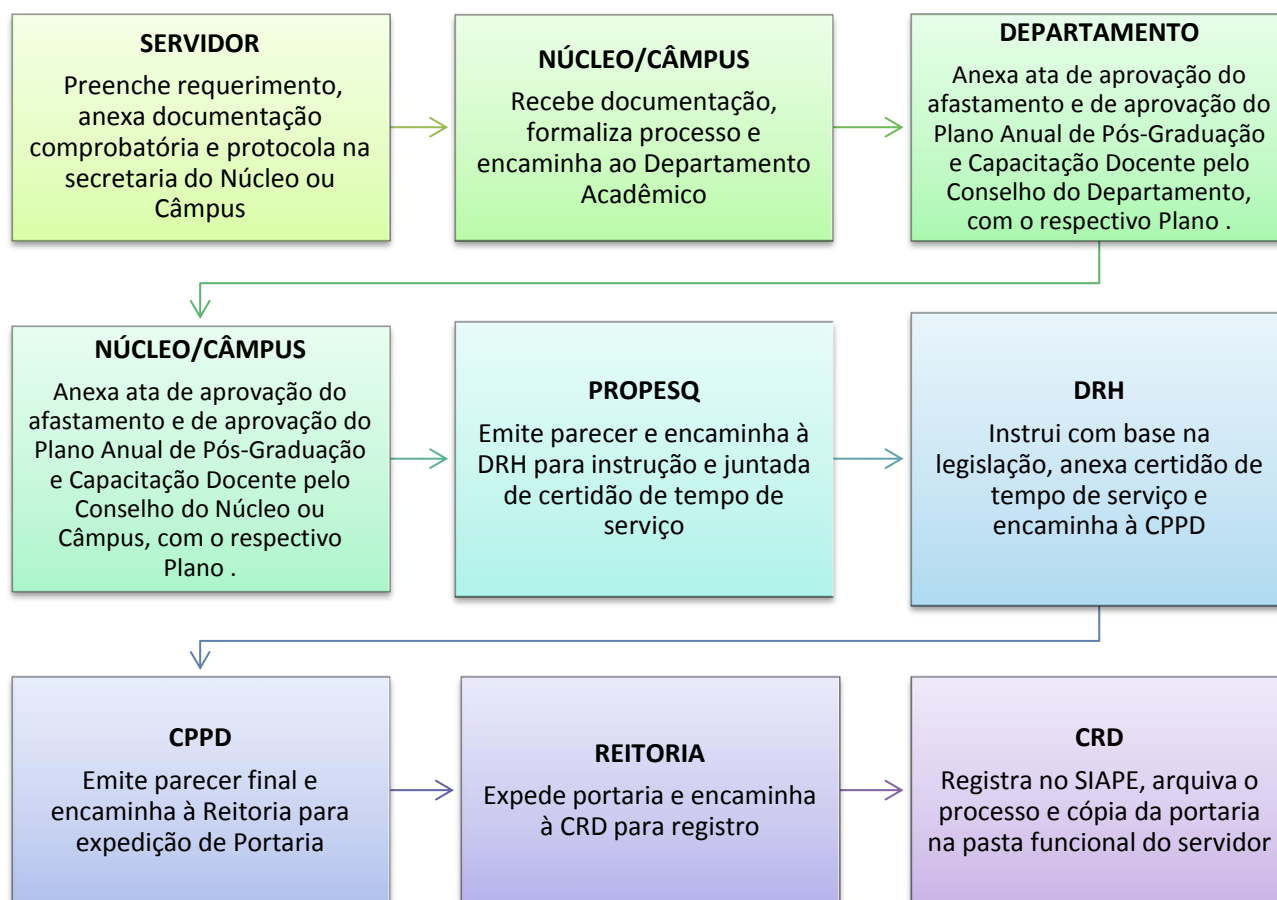 SERVIDOR
Preenche requerimento,
anexa documentação
comprobatória e protocola na
secretaria do Núcleo ou
Câmpus
NÚCLEO/CÂMPUS
Recebe documentação,
formaliza processo e
encaminha ao Departamento
Acadêmico
DEPARTAMENTO
Anexa ata de aprovação do
afastamento e de aprovação do
Plano Anual de Pós-Graduação
e Capacitação Docente pelo
Conselho do Departamento,
com o respectivo Plano .
NÚCLEO/CÂMPUS
Anexa ata de aprovação do
afastamento e de aprovação do
Plano Anual de Pós-Graduação
e Capacitação Docente pelo
Conselho do Núcleo ou
Câmpus, com o respectivo
Plano .
PROPESQ
Emite parecer e encaminha à
DRH para instrução e juntada
de certidão de tempo de
serviço
DRH
Instrui com base na
legislação, anexa certidão de
tempo de serviço e
encaminha à CPPD
CPPD
Emite parecer final e
encaminha à Reitoria para
expedição de Portaria
REITORIA
Expede portaria e encaminha
à CRD para registro
CRD
Registra no SIAPE, arquiva o
processo e cópia da portaria
na pasta funcional do servidor